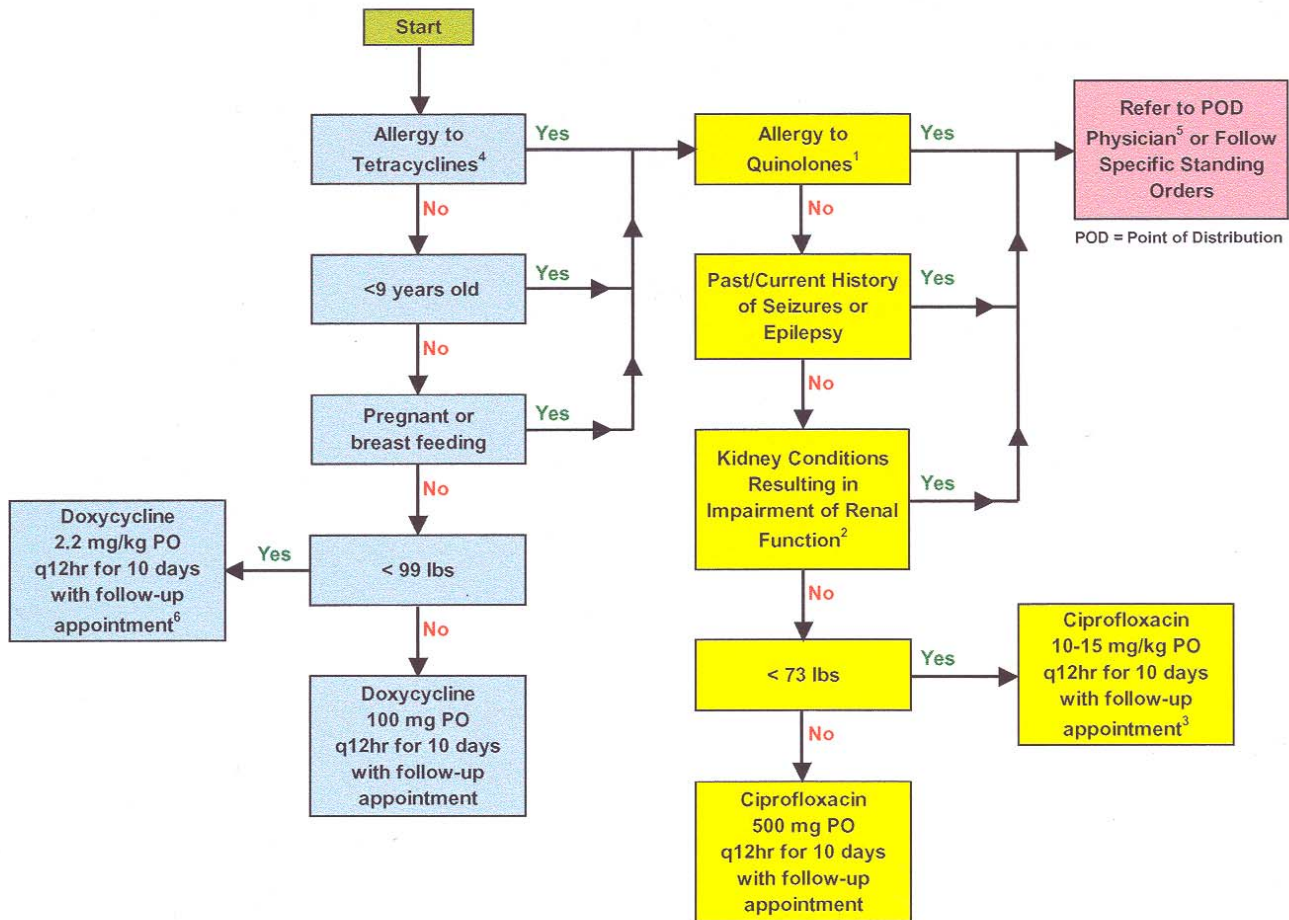 Start
Allergy to
Tetracyclines⁴
Yes
No
<9 years old
Yes
No
Pregnant or
breast feeding
Yes
No
< 99 lbs
Yes
Doxycycline
2.2 mg/kg PO
q12hr for 10 days
with follow-up
appointment⁶
No
Doxycycline
100 mg PO
q12hr for 10 days
with follow-up
appointment
Allergy to
Quinolones¹
Yes
No
Past/Current History
of Seizures or
Epilepsy
Yes
No
Kidney Conditions
Resulting in
Impairment of Renal
Function²
Yes
No
< 73 lbs
Yes
Ciprofloxacin
10-15 mg/kg PO
q12hr for 10 days
with follow-up
appointment³
No
Ciprofloxacin
500 mg PO
q12hr for 10 days
with follow-up
appointment
Refer to POD
Physician⁵ or Follow
Specific Standing
Orders
POD = Point of Distribution